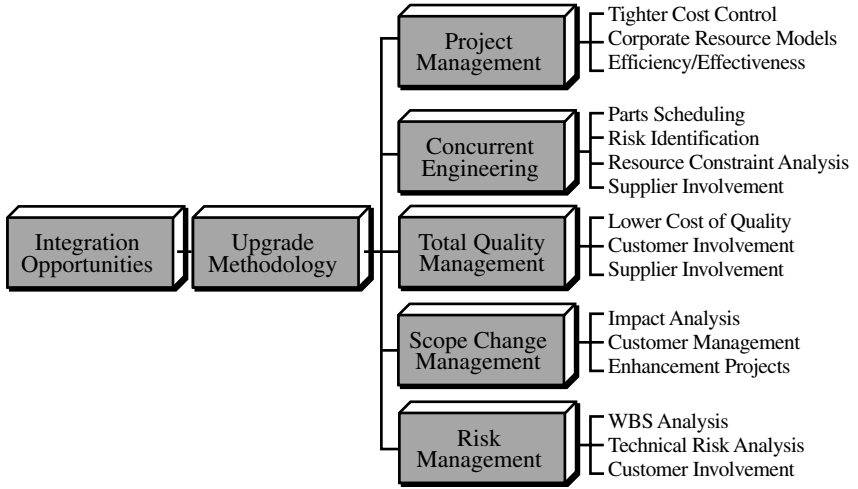 Integration
Opportunities
Upgrade
Methodology
Project
Management
Tighter Cost Control
Corporate Resource Models
Efficiency/Effectiveness
Concurrent
Engineering
Parts Scheduling
Risk Identification
Resource Constraint Analysis
Supplier Involvement
Total Quality
Management
Lower Cost of Quality
Customer Involvement
Supplier Involvement
Scope Change
Management
Impact Analysis
Customer Management
Enhancement Projects
Risk
Management
WBS Analysis
Technical Risk Analysis
Customer Involvement